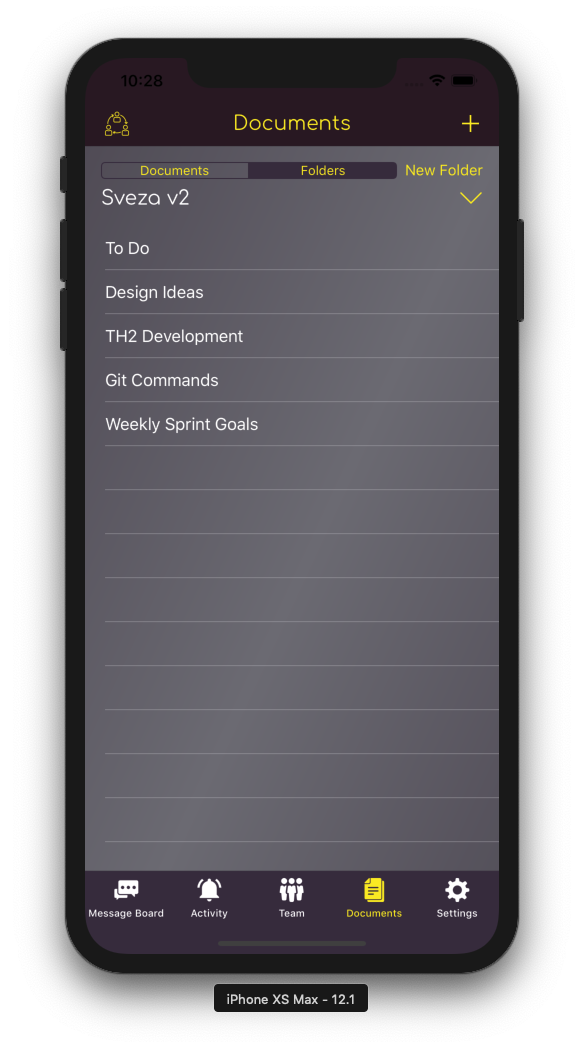 10:28
Documents
Documents Folders New Folder
Sveza v2
To Do
Design Ideas
TH2 Development
Git Commands
Weekly Sprint Goals
Message Board Activity Team Documents Settings
iPhone XS Max - 12.1